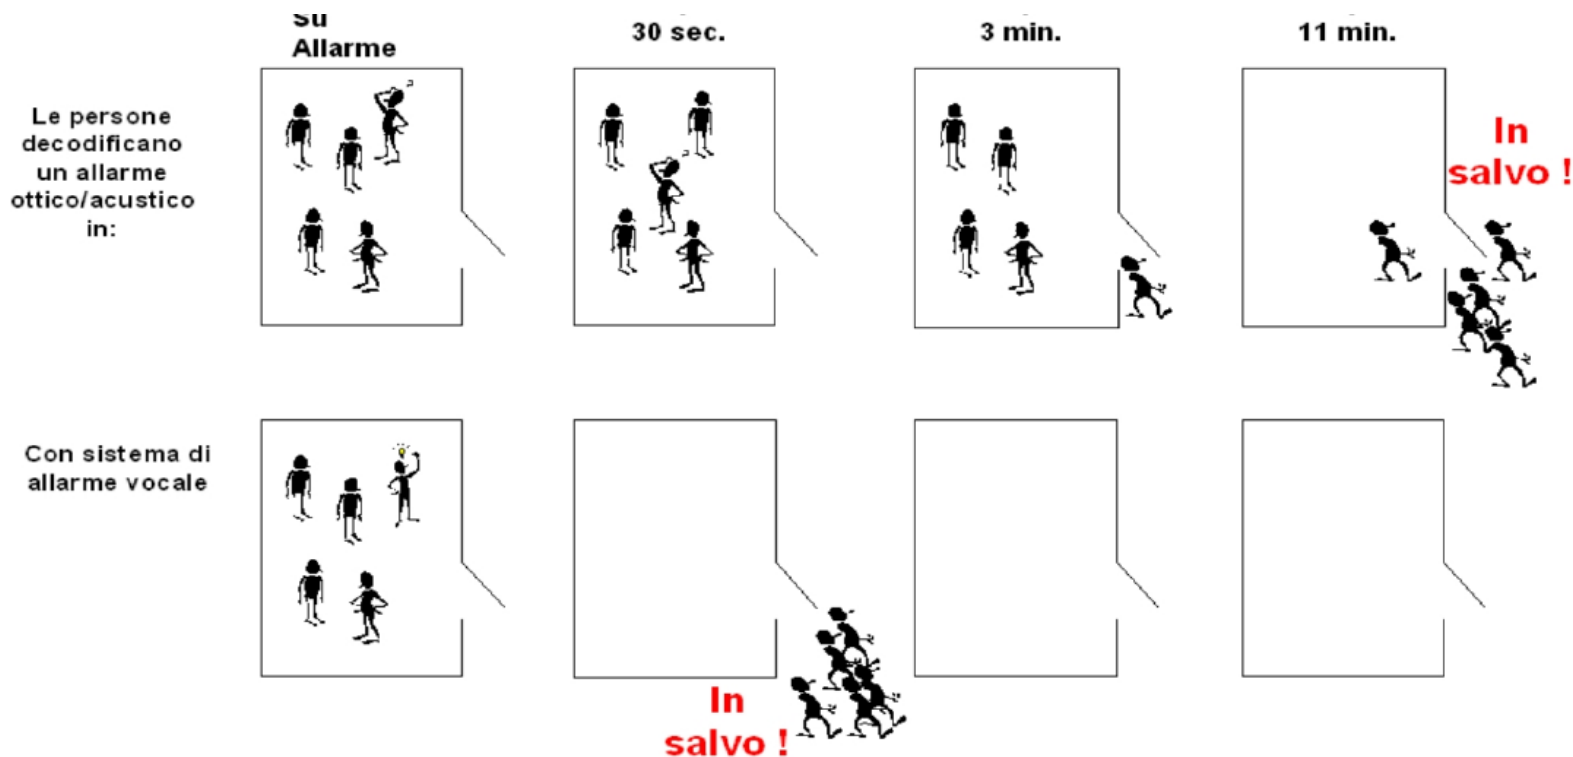 Su
Allarme
30 sec.
3 min.
11 min.
Le persone
decodificano
un allarme
ottico/acustico
in:
In
salvo !
Con sistema di
allarme vocale
In
salvo !